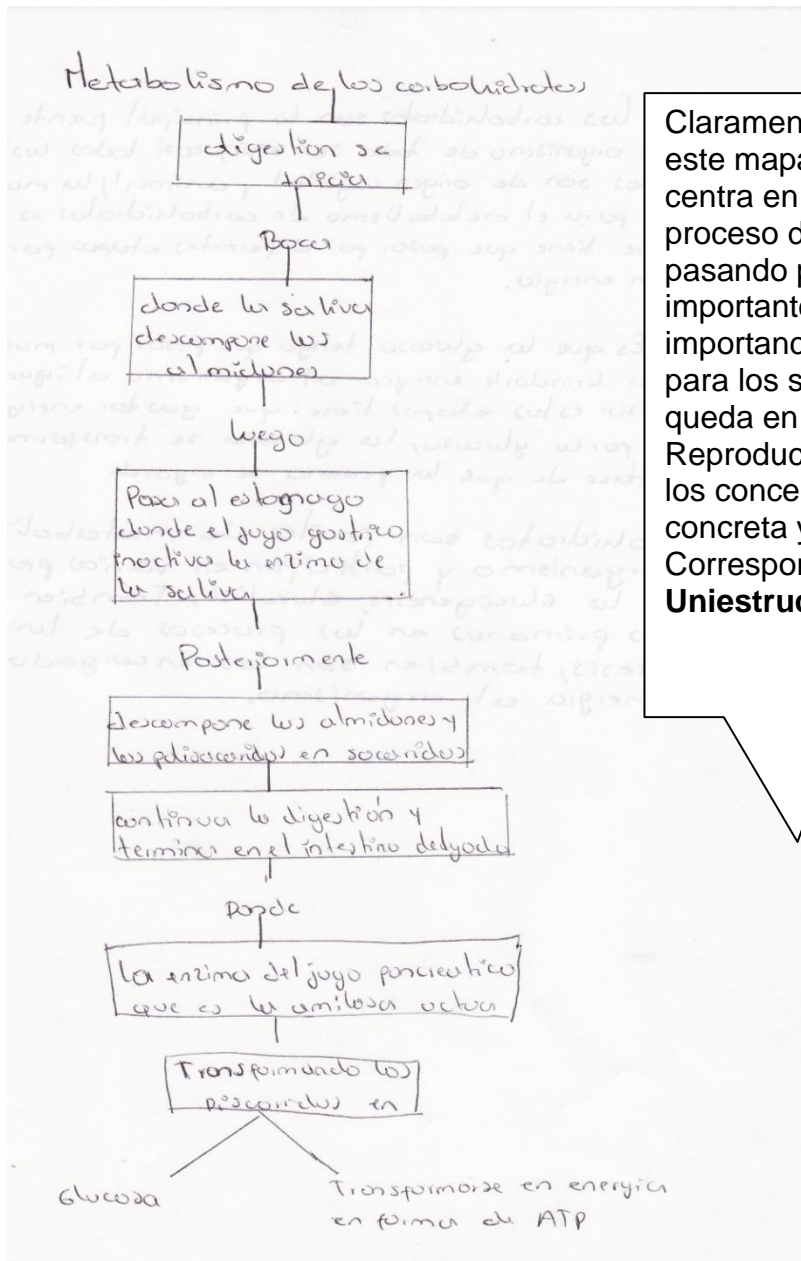 Metabolismo de los carbohidratos
digestion se
inicia
Boca
donde la saliva
descompone los
almidones
luego
Pasa al estomago
donde el jugo gastrico
inactiva la enzima de
la saliva
Posteriormente
descompone los almidones y
los polisacaridos en sacaridos
continua la digestión y
termina en el intestino delgado
Donde
la enzima del jugo pancreatico
que es la amilasa actua
Transformando los
en
Glucosa
Transformarse en energia
en forma de ATP
Claramen
este mapa
centra en
proceso d
pasando p
importante
importanc
para los s
queda en
Reproduc
los conce
concreta y
Correspor
Uniestruc